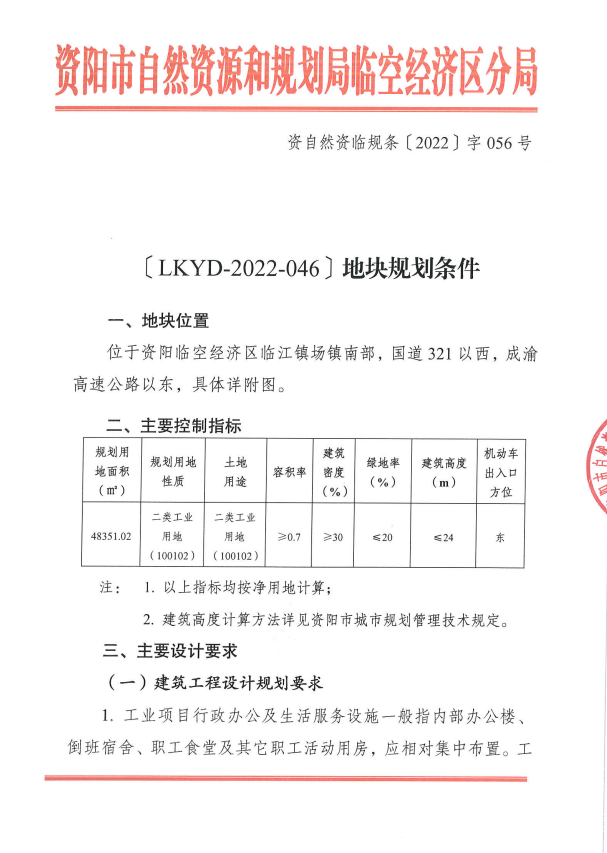 资阳市自然资源和规划局临空经济区分局
资自然资临规条〔2022〕字 056 号
〔LKYD-2022-046〕地块规划条件
一、地块位置
位于资阳临空经济区临江镇场镇南部，国道 321 以西，成渝
高速公路以东，具体详附图。
二、主要控制指标
规划用地面积（㎡） 规划用地性质 土地用途 容积率 建筑密度（%） 绿地率（%） 建筑高度（m） 机动车出入口方位
48351.02 二类工业用地（100102） 二类工业用地（100102） ≥0.7 ≥30 ≤20 ≤24 东
注： 1. 以上指标均按净用地计算；
2. 建筑高度计算方法详见资阳市城市规划管理技术规定。
三、主要设计要求
（一）建筑工程设计规划要求
1. 工业项目行政办公及生活服务设施一般指内部办公楼、
倒班宿舍、职工食堂及其它职工活动用房，应相对集中布置。工